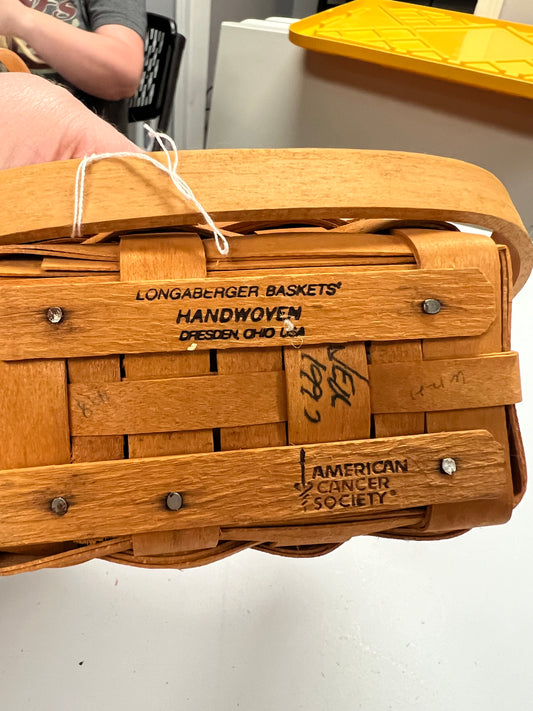 LONGABERGER BASKETS®
HANDWOVEN
DRESDEN, OHIO USA
AMERICAN
CANCER
SOCIETY®